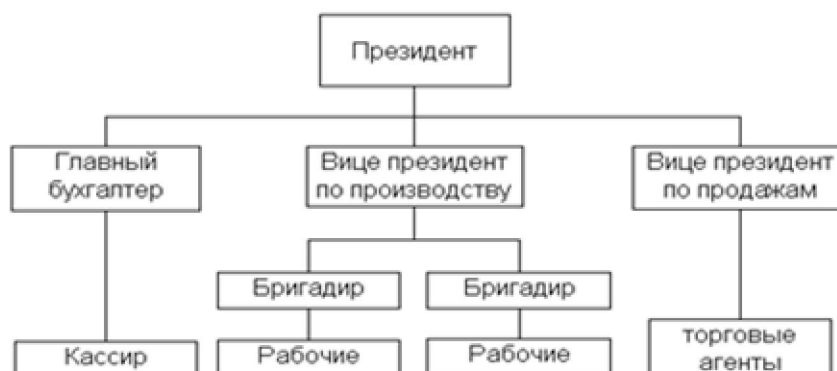 Президент
Главный
бухгалтер
Вице президент
по производству
Вице президент
по продажам
Бригадир
Бригадир
Кассир
Рабочие
Рабочие
торговые
агенты